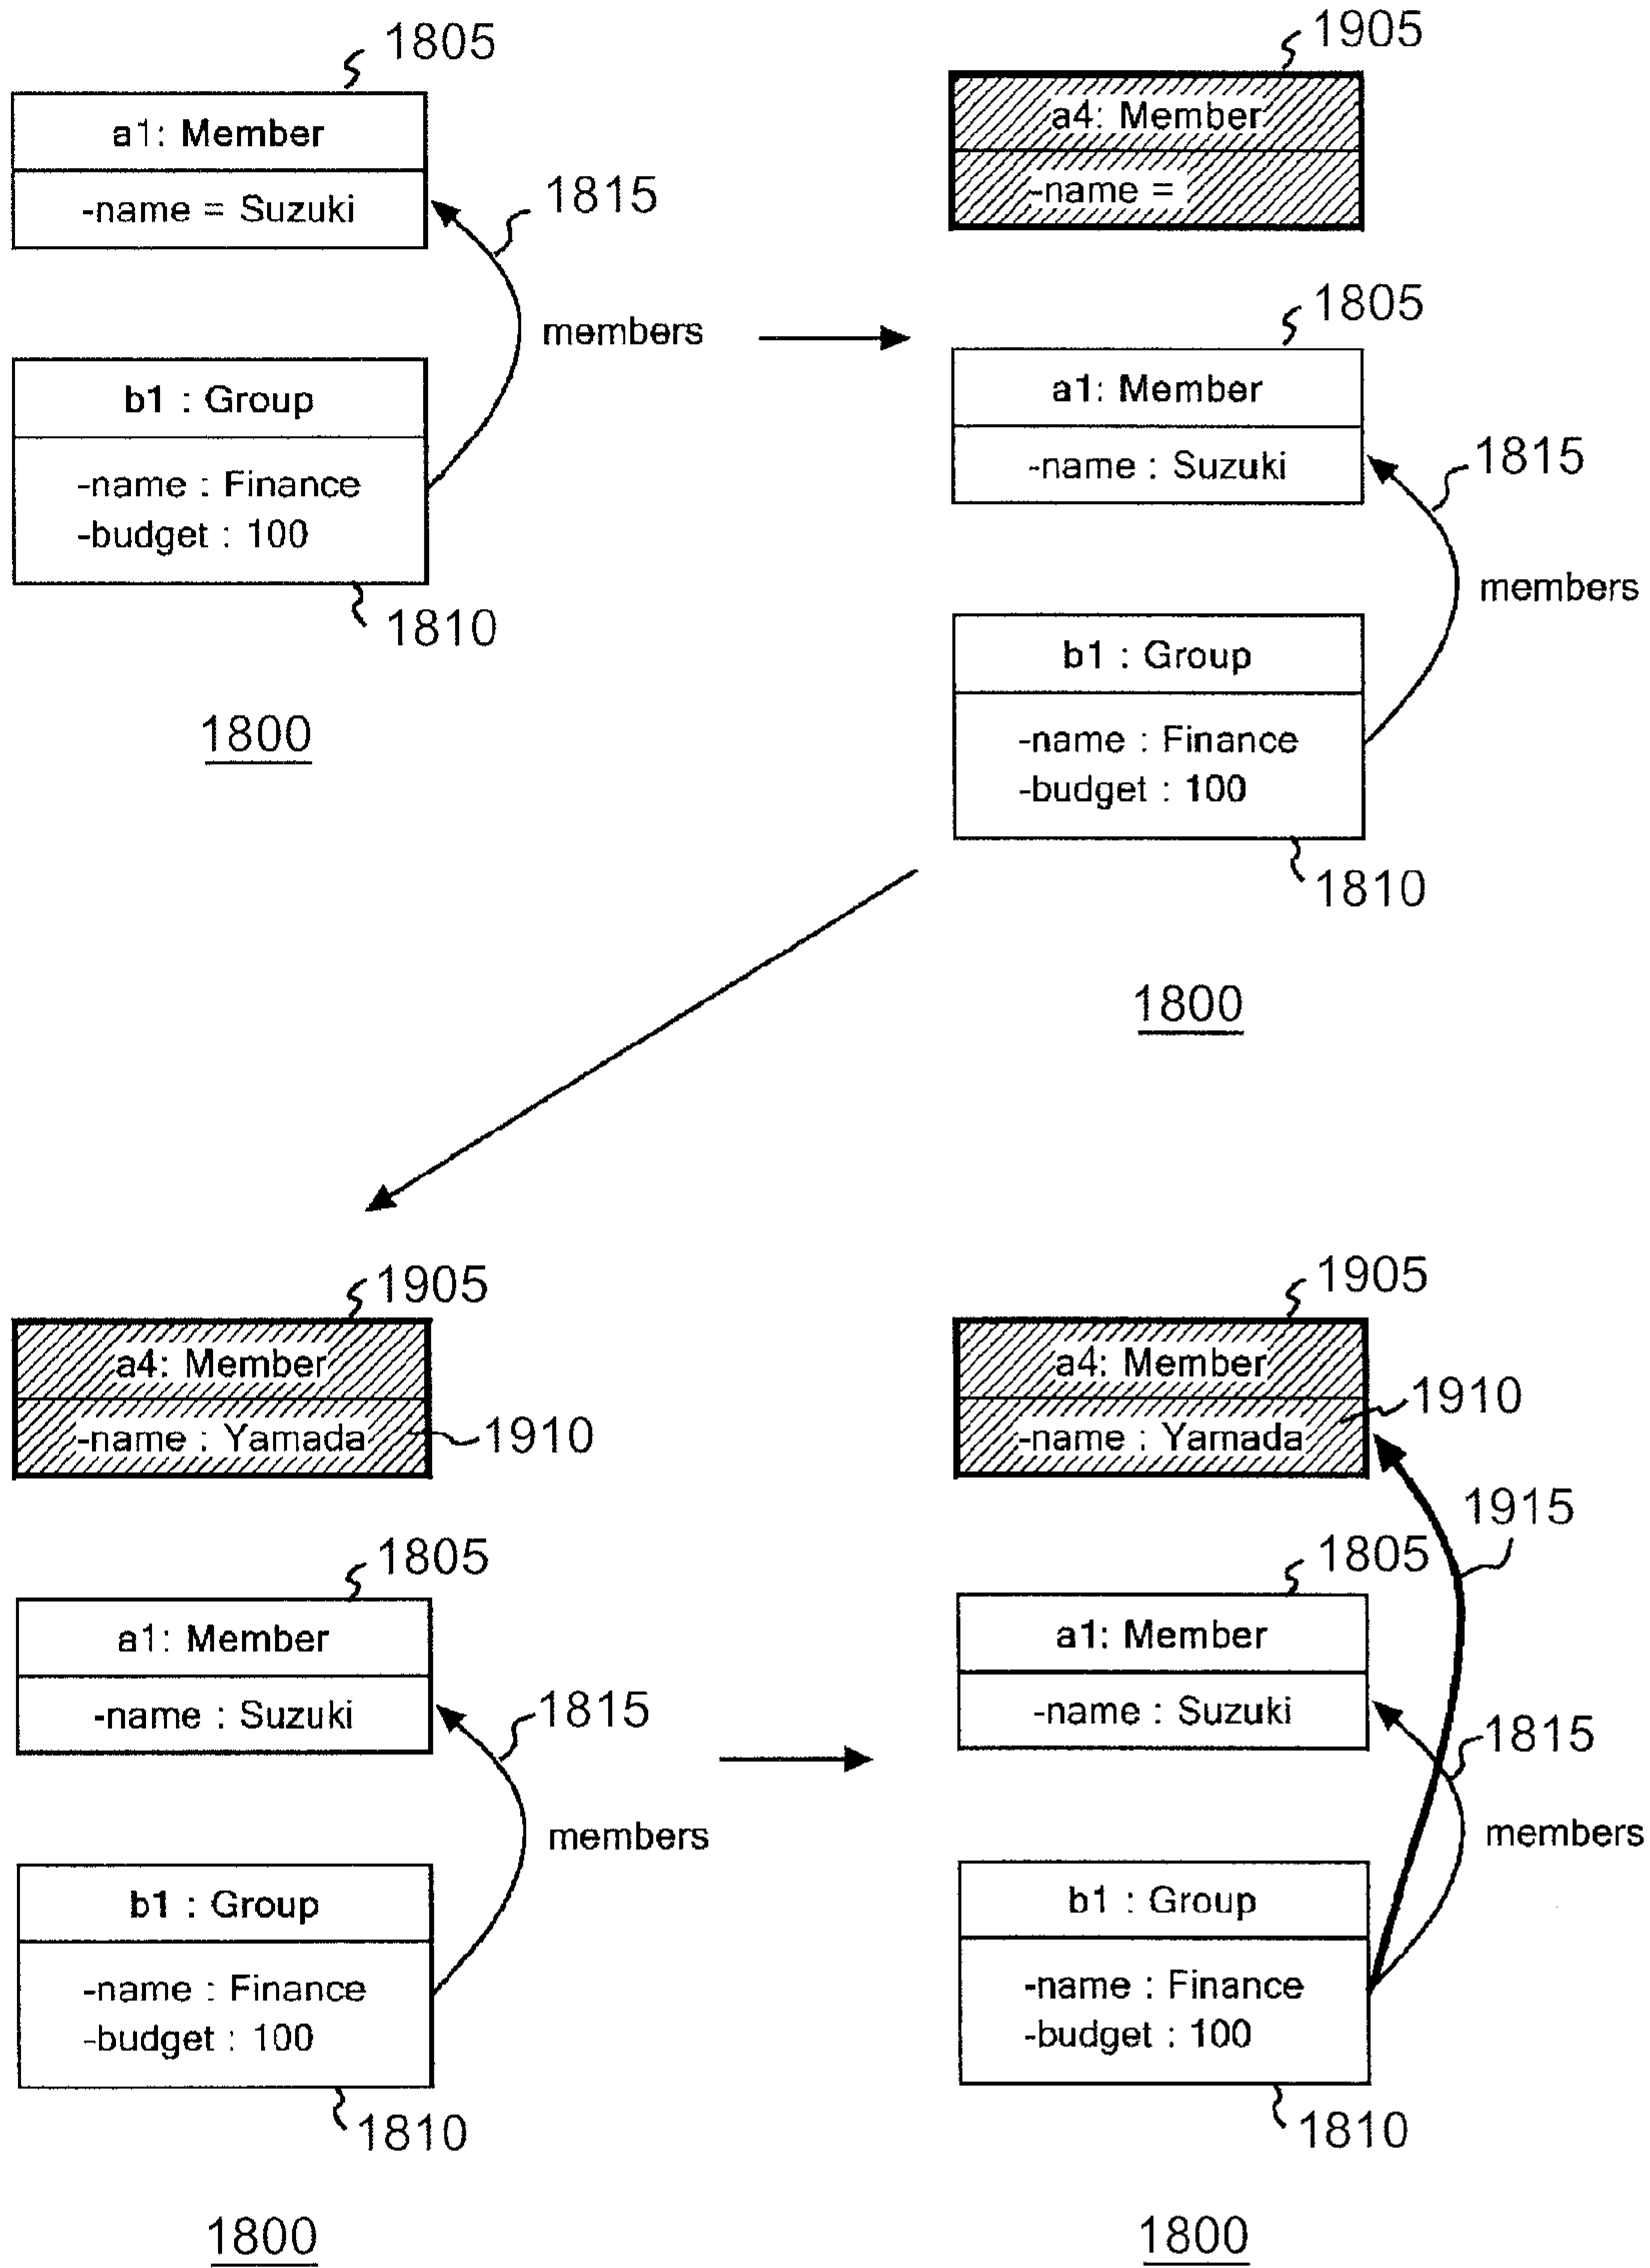 1805
a1: Member
-name = Suzuki
1815
members
b1 : Group
-name : Finance
-budget : 100
1810
1800
1905
a4: Member
-name =
1805
a1: Member
-name : Suzuki
1815
members
b1 : Group
-name : Finance
-budget : 100
1810
1800
1905
a4: Member
-name : Yamada
1910
1805
a1: Member
-name : Suzuki
1815
members
b1 : Group
-name : Finance
-budget : 100
1810
1800
1905
a4: Member
1910
-name : Yamada
1915
1805
a1: Member
-name : Suzuki
1815
members
b1 : Group
-name : Finance
-budget : 100
1810
1800